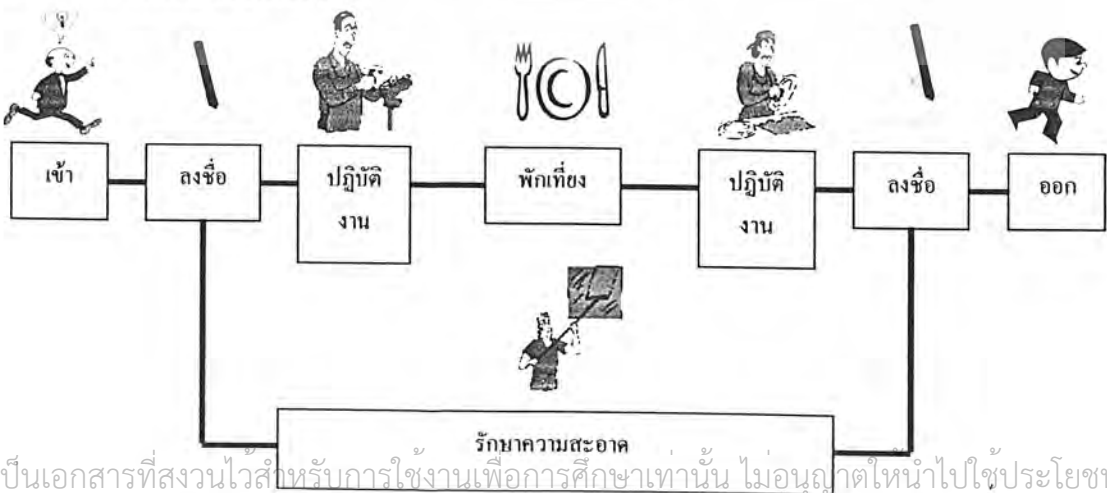 เข้า
ลงชื่อ
ปฏิบัติ
งาน
พักเที่ยง
ปฏิบัติ
งาน
ลงชื่อ
ออก
รักษาความสะอาด
ป็นเอกสารที่สงวนไว้สำหรับการใช้งานเพื่อการศึกษาเท่านั้น ไม่อนุญาตให้นำไปใช้ประโยชน